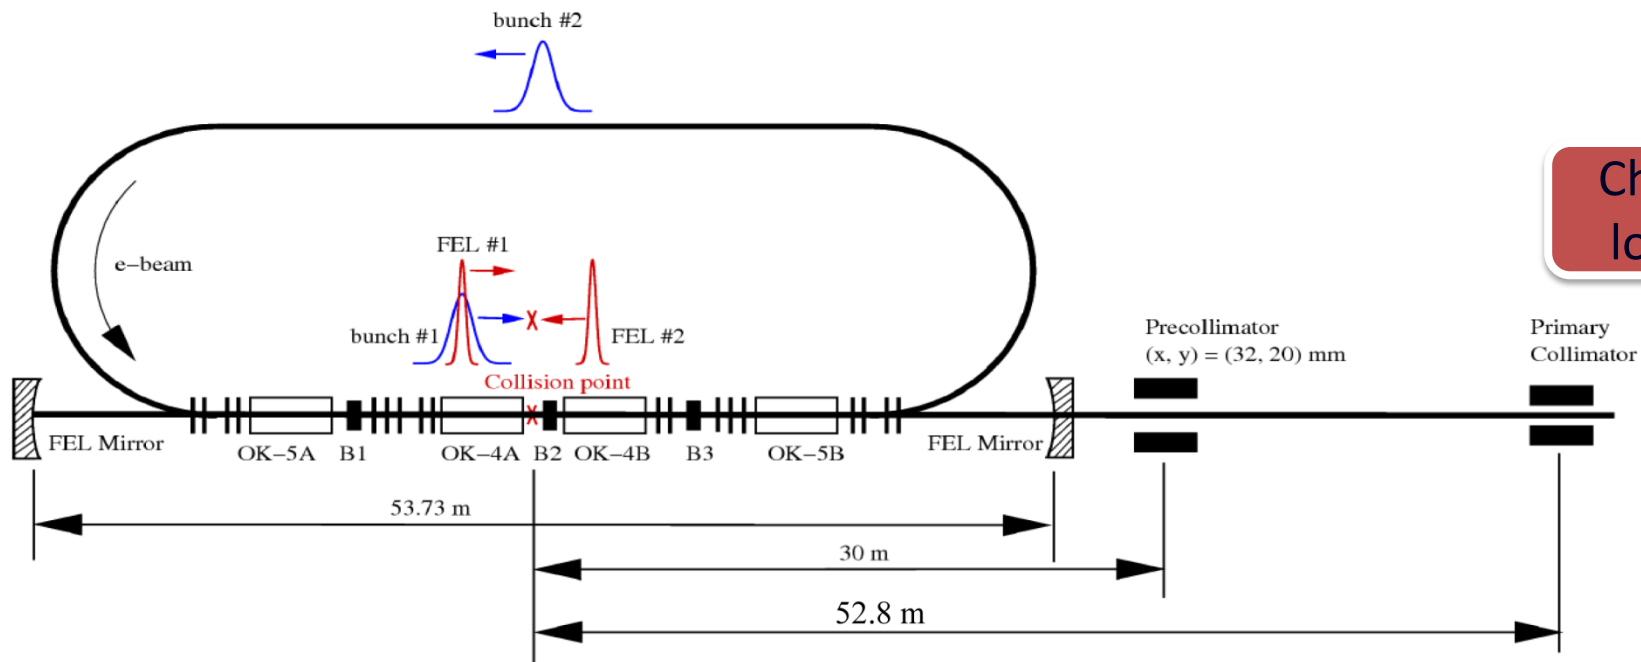 bunch #2
e−beam
FEL #1
bunch #1
FEL #2
Collision point
Precollimator
(x, y) = (32, 20) mm
Primary
Collimator
FEL Mirror
OK−5A
B1
OK−4A
B2
OK−4B
B3
OK−5B
FEL Mirror
53.73 m
30 m
52.8 m